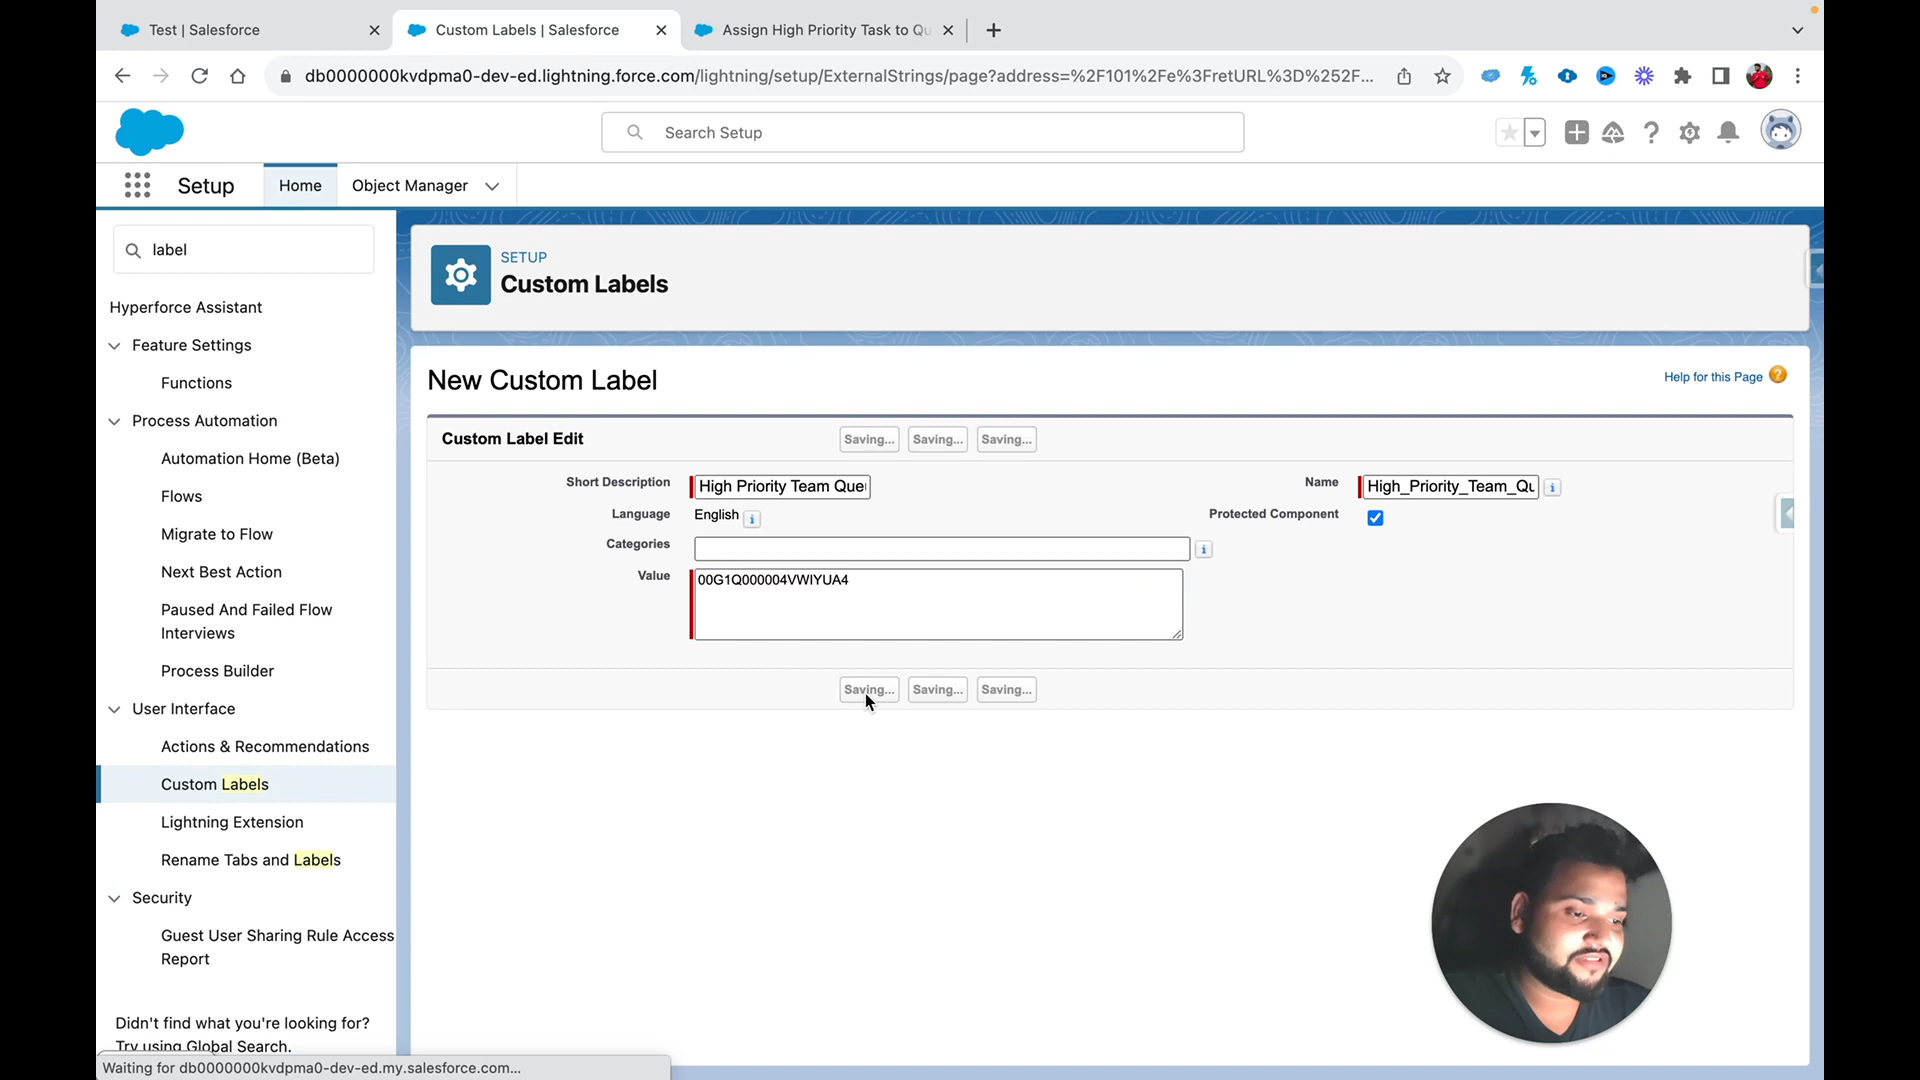 Test | Salesforce
Custom Labels | Salesforce
Assign High Priority Task to Qu
db0000000kvdpma0-dev-ed.lightning.force.com/lightning/setup/ExternalStrings/page?address=%2F101%2Fe%3FretURL%3D%252F...
Search Setup
Setup
Home
Object Manager
label
Hyperforce Assistant
Feature Settings
Functions
Process Automation
Automation Home (Beta)
Flows
Migrate to Flow
Next Best Action
Paused And Failed Flow
Interviews
Process Builder
User Interface
Actions & Recommendations
Custom Labels
Lightning Extension
Rename Tabs and Labels
Security
Guest User Sharing Rule Access
Report
Didn't find what you're looking for?
Try using Global Search.
Waiting for db0000000kvdpma0-dev-ed.my.salesforce.com...
SETUP
Custom Labels
New Custom Label
Help for this Page
Custom Label Edit
Saving... Saving... Saving...
Short Description High Priority Team Que
Name High_Priority_Team_Qu
Language English
Protected Component
Categories
Value 00G1Q000004VWIYUA4
Saving... Saving... Saving...